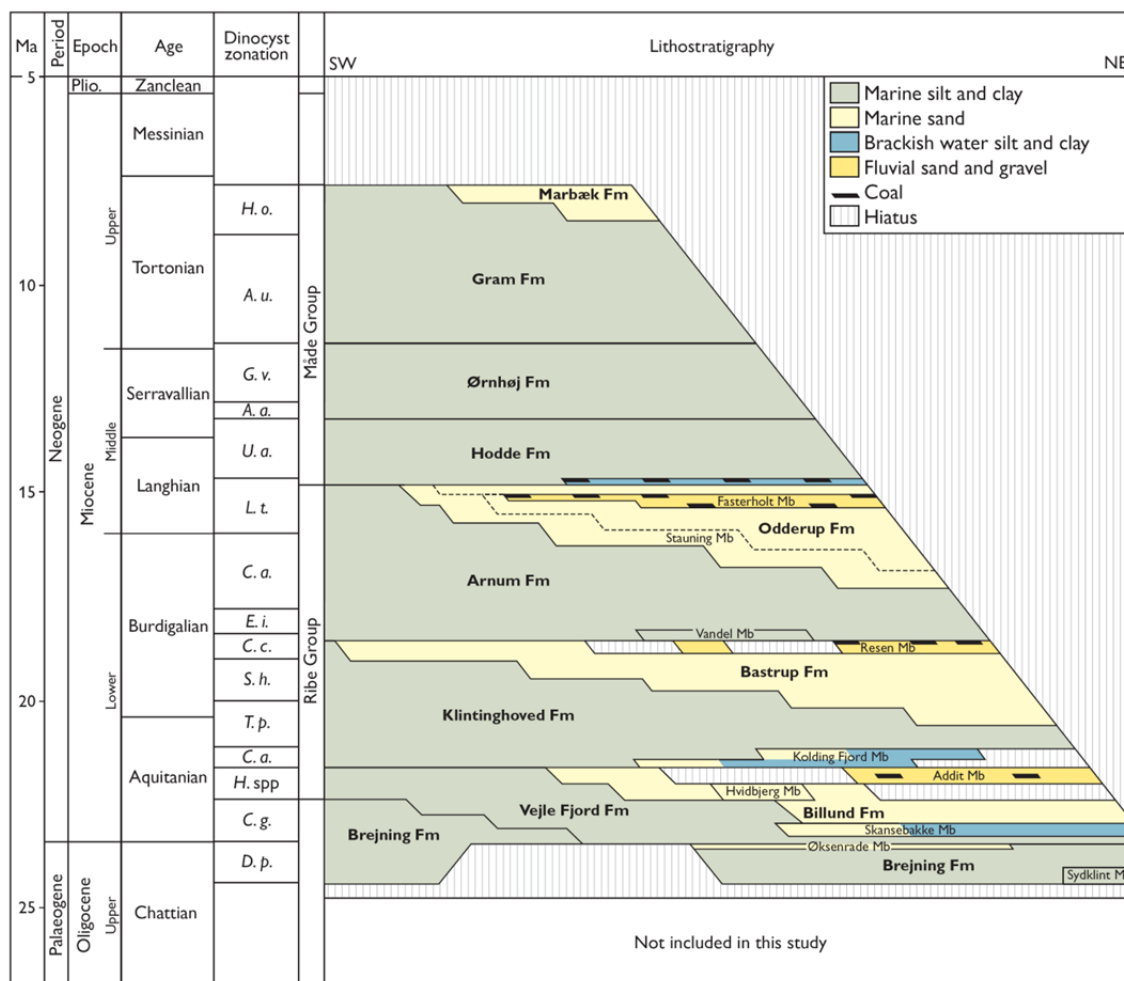 Ma
Period
Epoch
Age
Dinocyst
zonation
Lithostratigraphy
SW
NE
5
10
15
20
25
Neogene
Palaeogene
Plio.
Miocene
Oligocene
Upper
Middle
Lower
Upper
Zanclean
Messinian
Tortonian
Serravallian
Langhian
Burdigalian
Aquitanian
Chattian
H. o.
A. u.
G. v.
A. a.
U. a.
L. t.
C. a.
E. i.
C. c.
S. h.
T. p.
C. a.
H. spp
C. g.
D. p.
Måde Group
Ribe Group
Marine silt and clay
Marine sand
Brackish water silt and clay
Fluvial sand and gravel
Coal
Hiatus
Marbæk Fm
Gram Fm
Ørnhøj Fm
Hodde Fm
Fasterholt Mb
Odderup Fm
Stauning Mb
Arnum Fm
Vandel Mb
Resen Mb
Bastrup Fm
Klintinghoved Fm
Kolding Fjord Mb
Addit Mb
Hvidbjerg Mb
Vejle Fjord Fm
Billund Fm
Skansebakke Mb
Brejning Fm
Øksenrade Mb
Brejning Fm
Sydklint M
Not included in this study